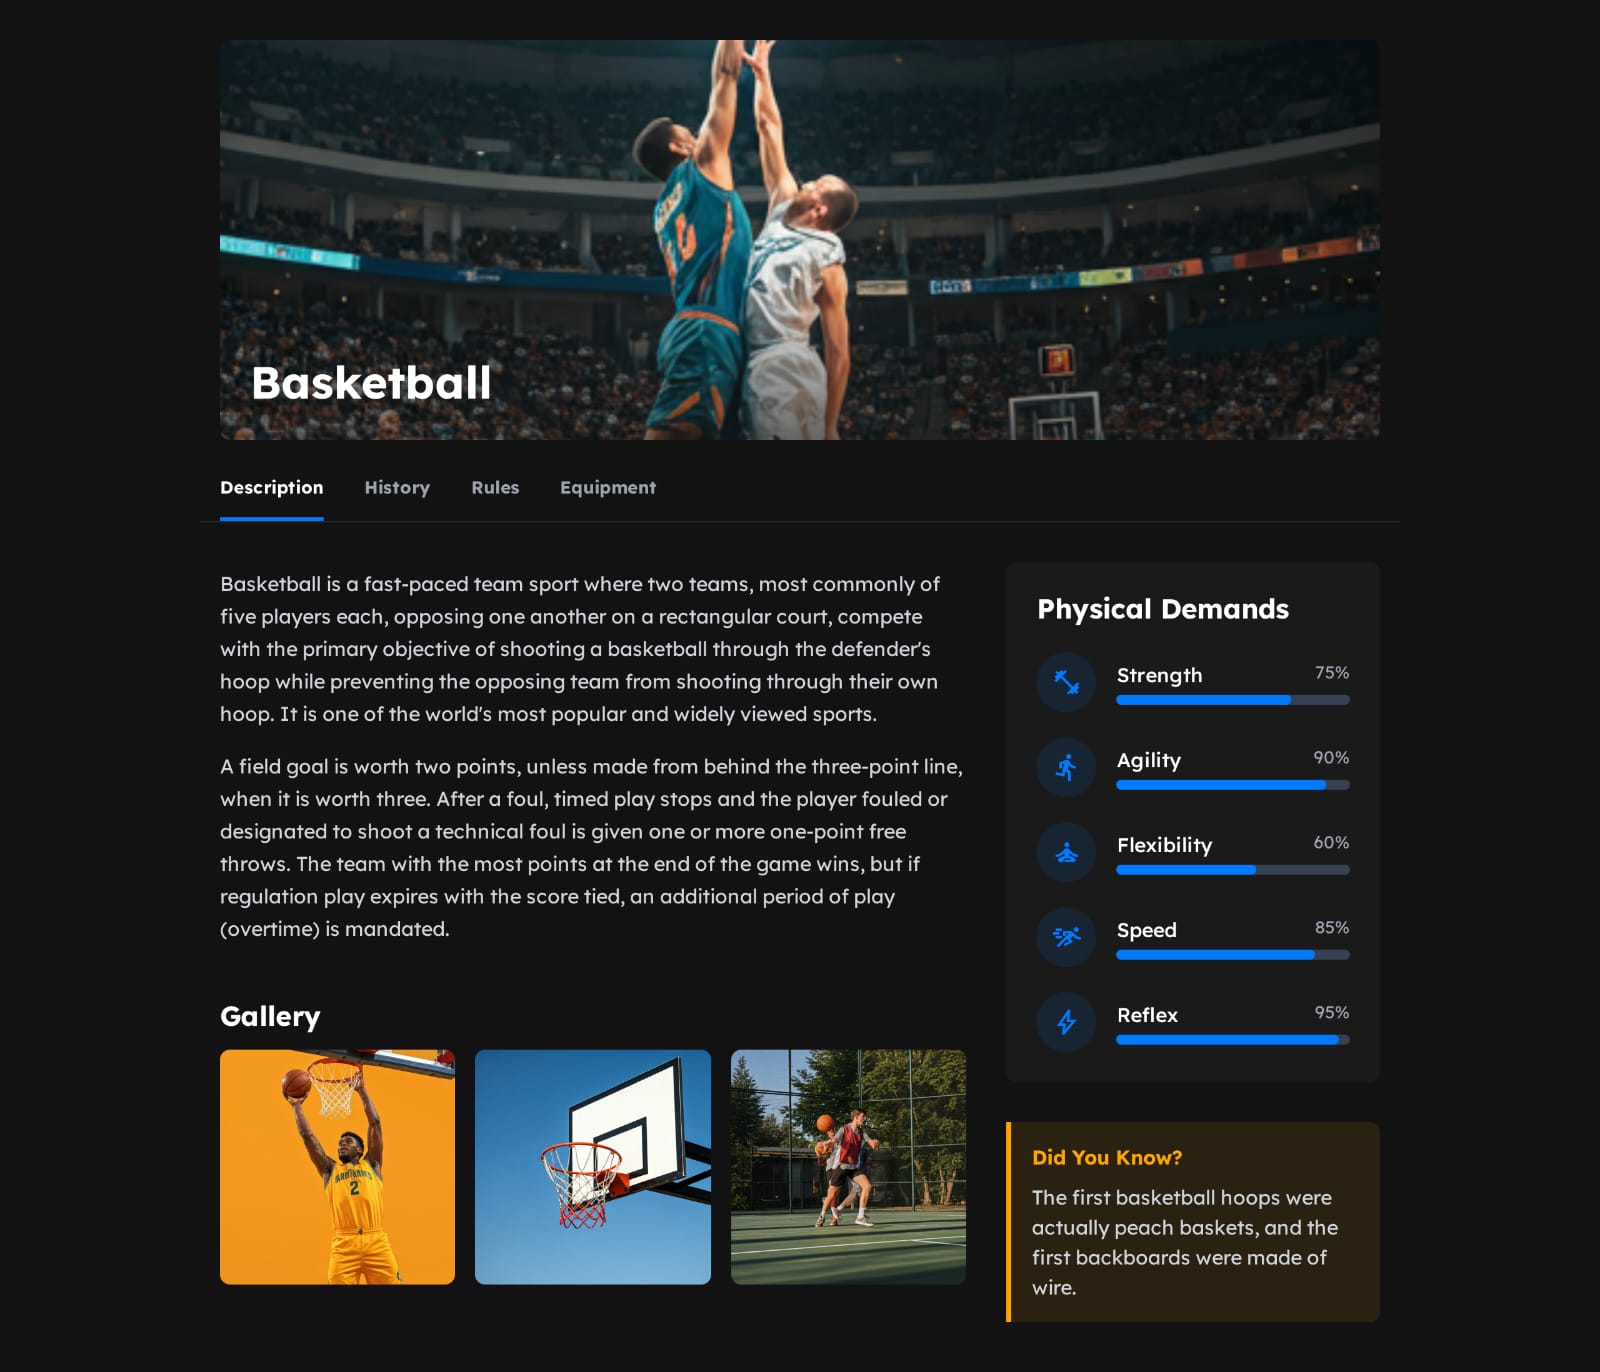 Basketball
Description History Rules Equipment
Basketball is a fast-paced team sport where two teams, most commonly of
five players each, opposing one another on a rectangular court, compete
with the primary objective of shooting a basketball through the defender's
hoop while preventing the opposing team from shooting through their own
hoop. It is one of the world's most popular and widely viewed sports.
A field goal is worth two points, unless made from behind the three-point line,
when it is worth three. After a foul, timed play stops and the player fouled or
designated to shoot a technical foul is given one or more one-point free
throws. The team with the most points at the end of the game wins, but if
regulation play expires with the score tied, an additional period of play
(overtime) is mandated.
Gallery
2
Physical Demands
Strength 75%
Agility 90%
Flexibility 60%
Speed 85%
Reflex 95%
Did You Know?
The first basketball hoops were
actually peach baskets, and the
first backboards were made of
wire.